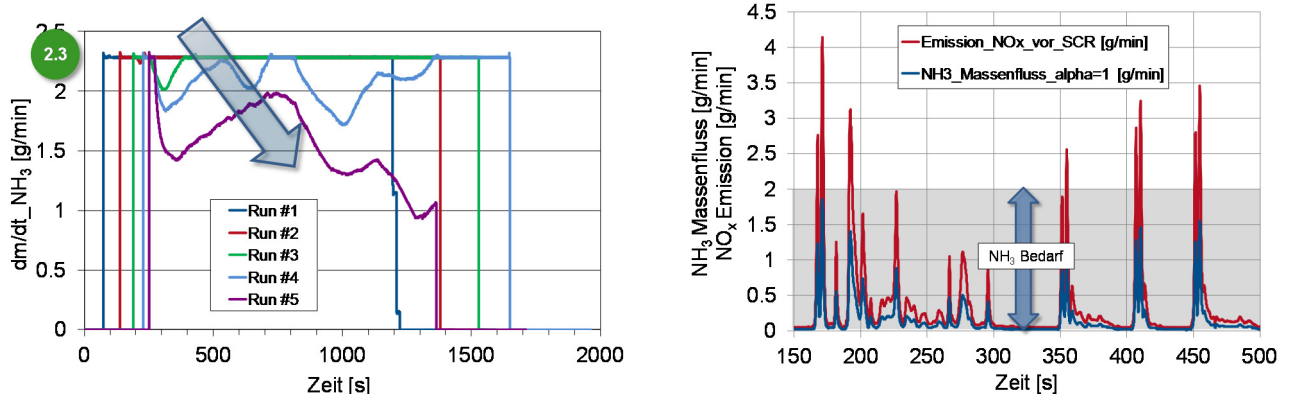 2.5
2.3
2
1.5
1
0.5
0
0
500
1000
1500
2000
dm/dt_NH₃ [g/min]
Zeit [s]
Run #1
Run #2
Run #3
Run #4
Run #5
4.5
4
3.5
3
2.5
2
1.5
1
0.5
0
150
200
250
300
350
400
450
500
NH₃ Massenfluss [g/min]
NOₓ Emission [g/min]
Zeit [s]
Emission_NOx_vor_SCR [g/min]
NH3_Massenfluss_alpha=1 [g/min]
NH₃ Bedarf